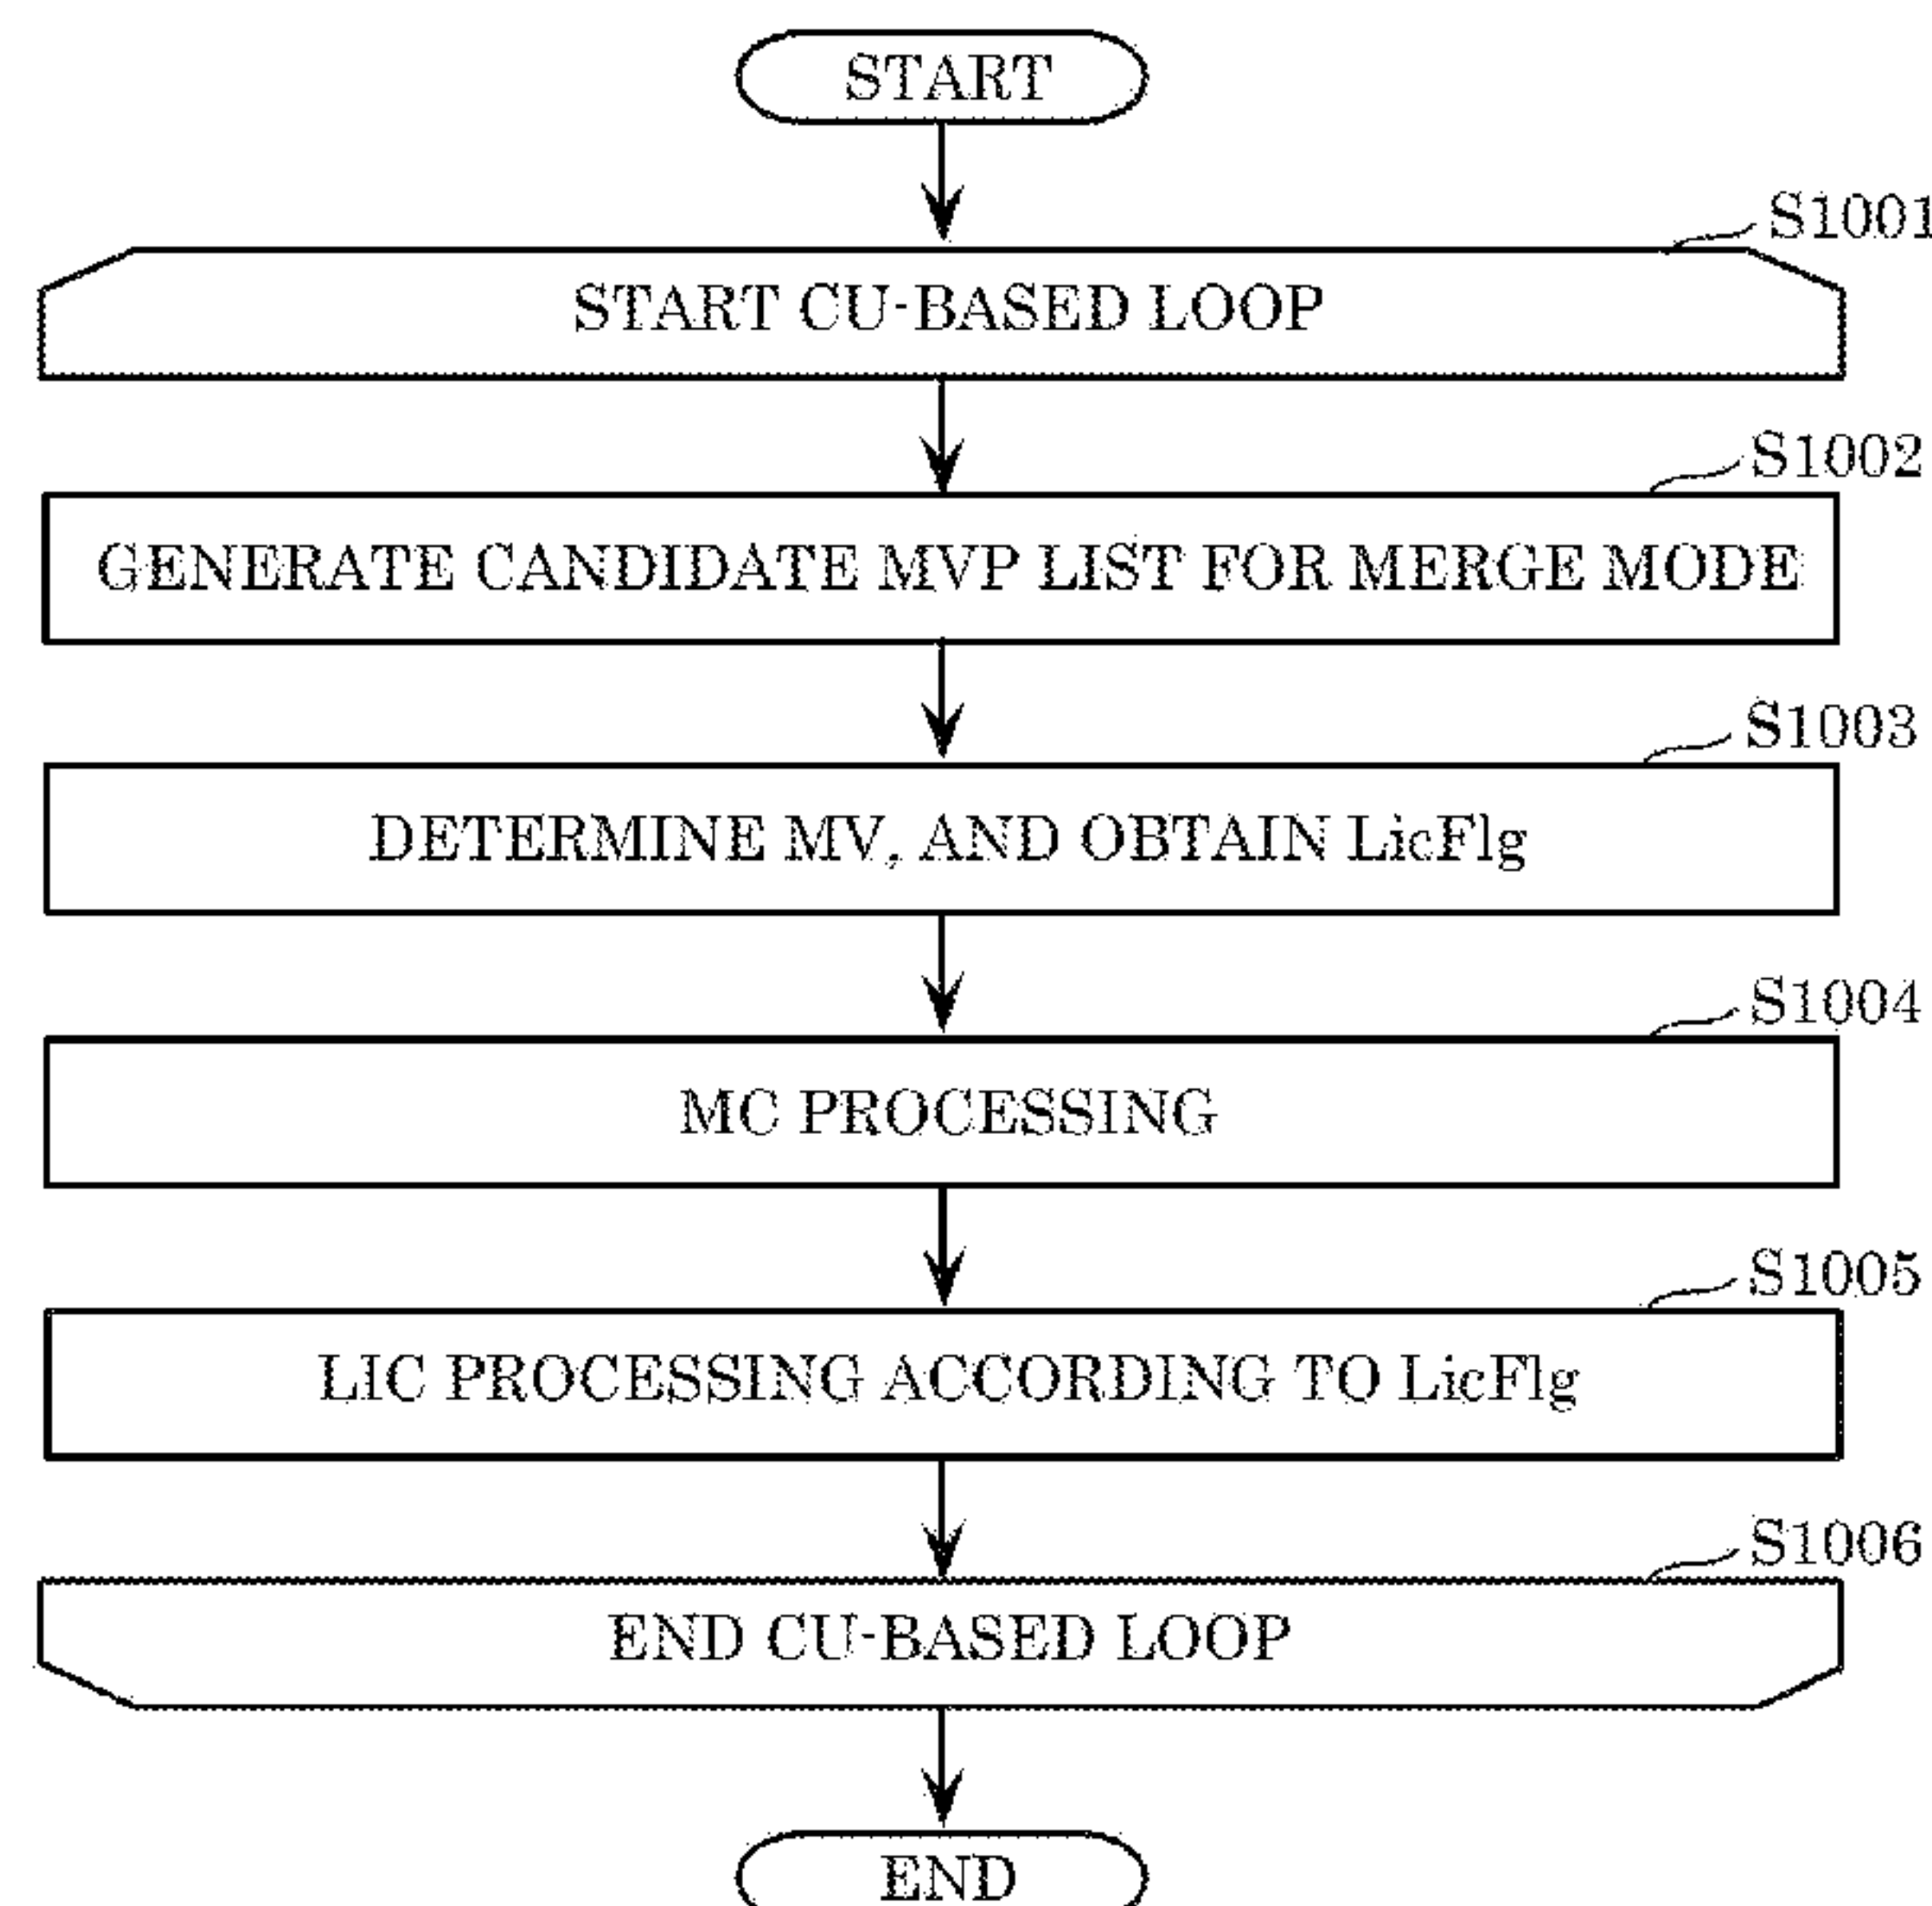 START
S1001
START CU-BASED LOOP
S1002
GENERATE CANDIDATE MVP LIST FOR MERGE MODE
S1003
DETERMINE MV, AND OBTAIN LicFlg
S1004
MC PROCESSING
S1005
LIC PROCESSING ACCORDING TO LicFlg
S1006
END CU-BASED LOOP
END